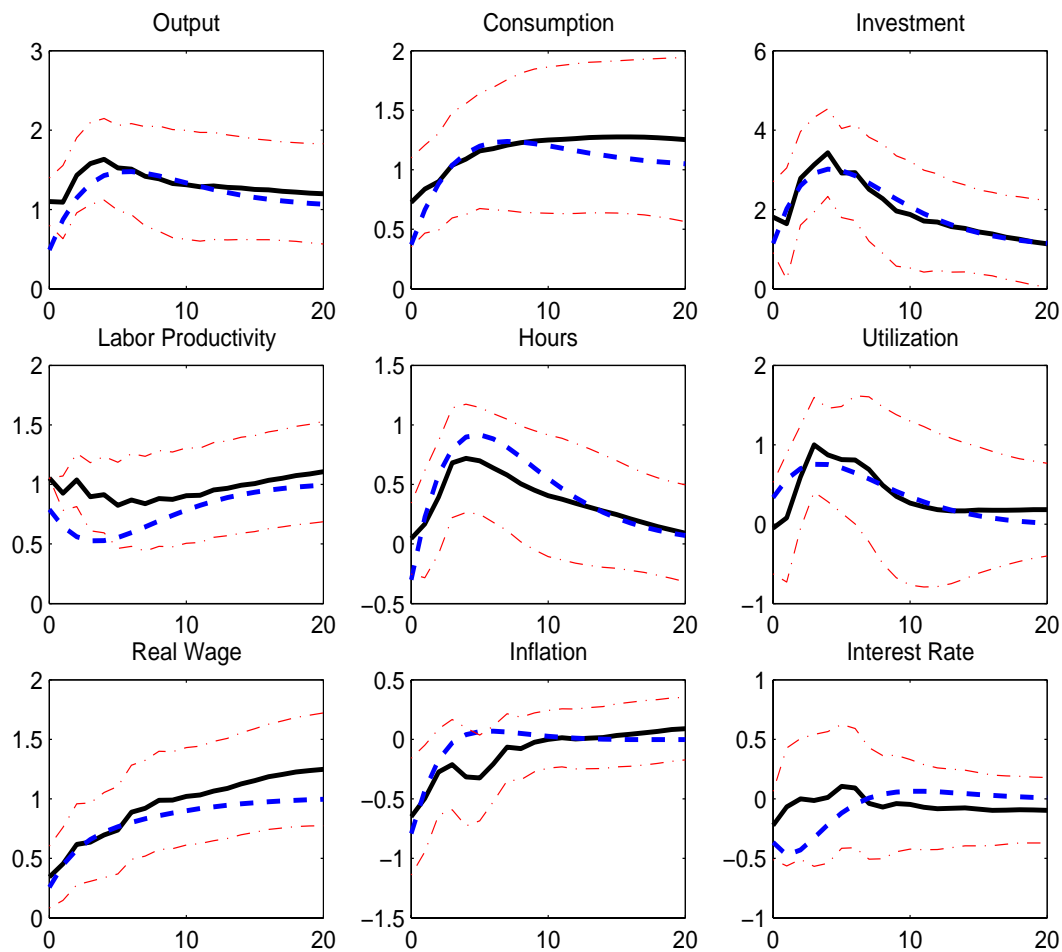 Output Consumption Investment
3 2 6
1.5
2 4
1
1 2
0.5
0 0 0
0 10 20 0 10 20 0 10 20
Labor Productivity Hours Utilization
2 1.5 2
1.5 1
1
1 0.5
0
0.5 0
0 −0.5 −1
0 10 20 0 10 20 0 10 20
Real Wage Inflation Interest Rate
2 0.5 1
1.5 0 0.5
1 −0.5 0
0.5 −1 −0.5
0 −1.5 −1
0 10 20 0 10 20 0 10 20